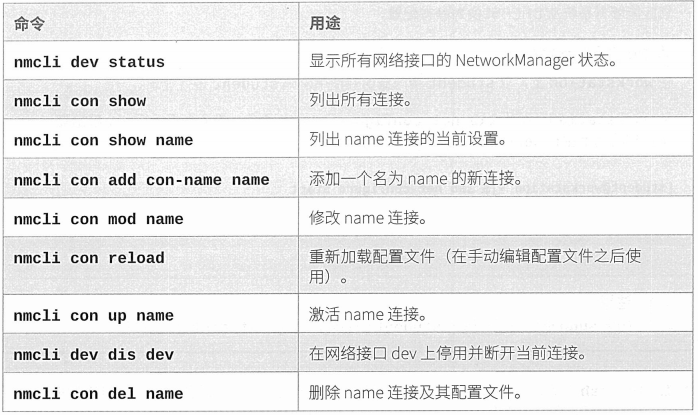 命令 用途
nmcli dev status 显示所有网络接口的 NetworkManager 状态。
nmcli con show 列出所有连接。
nmcli con show name 列出 name 连接的当前设置。
nmcli con add con-name name 添加一个名为 name 的新连接。
nmcli con mod name 修改 name 连接。
nmcli con reload 重新加载配置文件（在手动编辑配置文件之后使
用）。
nmcli con up name 激活 name 连接。
nmcli dev dis dev 在网络接口 dev 上停用并断开当前连接。
nmcli con del name 删除 name 连接及其配置文件。